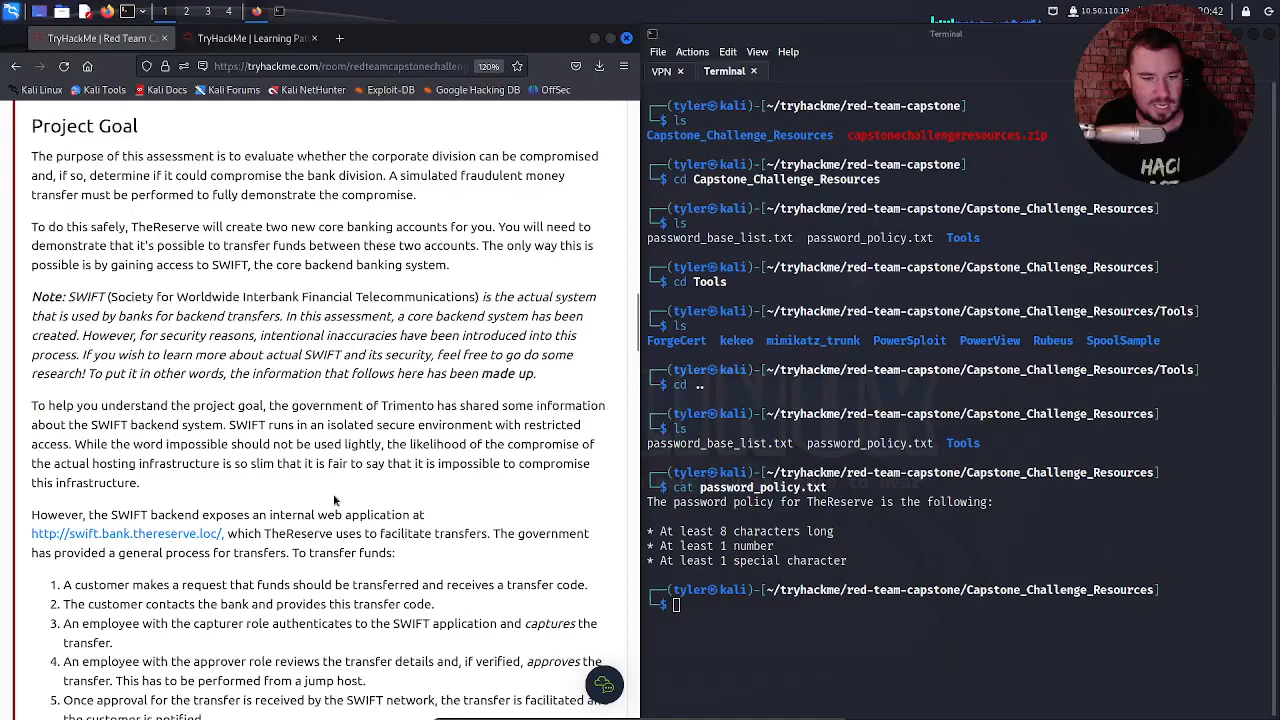 1 2 3 4
10.50.110.19
20:42
TryHackMe | Red Team Ca
TryHackMe | Learning Pat
https://tryhackme.com/room/redteamcapstonechallen
120%
Kali Linux Kali Tools Kali Docs Kali Forums Kali NetHunter Exploit-DB Google Hacking DB OffSec
Project Goal
The purpose of this assessment is to evaluate whether the corporate division can be compromised
and, if so, determine if it could compromise the bank division. A simulated fraudulent money
transfer must be performed to fully demonstrate the compromise.
To do this safely, TheReserve will create two new core banking accounts for you. You will need to
demonstrate that it's possible to transfer funds between these two accounts. The only way this is
possible is by gaining access to SWIFT, the core backend banking system.
Note: SWIFT (Society for Worldwide Interbank Financial Telecommunications) is the actual system
that is used by banks for backend transfers. In this assessment, a core backend system has been
created. However, for security reasons, intentional inaccuracies have been introduced into this
process. If you wish to learn more about actual SWIFT and its security, feel free to go do some
research! To put it in other words, the information that follows here has been made up.
To help you understand the project goal, the government of Trimento has shared some information
about the SWIFT backend system. SWIFT runs in an isolated secure environment with restricted
access. While the word impossible should not be used lightly, the likelihood of the compromise of
the actual hosting infrastructure is so slim that it is fair to say that it is impossible to compromise
this infrastructure.
However, the SWIFT backend exposes an internal web application at
http://swift.bank.thereserve.loc/, which TheReserve uses to facilitate transfers. The government
has provided a general process for transfers. To transfer funds:
1. A customer makes a request that funds should be transferred and receives a transfer code.
2. The customer contacts the bank and provides this transfer code.
3. An employee with the capturer role authenticates to the SWIFT application and captures the
transfer.
4. An employee with the approver role reviews the transfer details and, if verified, approves the
transfer. This has to be performed from a jump host.
5. Once approval for the transfer is received by the SWIFT network, the transfer is facilitated an
the customer is notified.
Terminal
File Actions Edit View Help
VPN Terminal
(tyler㉿kali)-[~/tryhackme/red-team-capstone]
$ ls
Capstone_Challenge_Resources capstonechallengeresources.zip
(tyler㉿kali)-[~/tryhackme/red-team-capstone]
$ cd Capstone_Challenge_Resources
(tyler㉿kali)-[~/tryhackme/red-team-capstone/Capstone_Challenge_Resources]
$ ls
password_base_list.txt password_policy.txt Tools
(tyler㉿kali)-[~/tryhackme/red-team-capstone/Capstone_Challenge_Resources]
$ cd Tools
(tyler㉿kali)-[~/tryhackme/red-team-capstone/Capstone_Challenge_Resources/Tools]
$ ls
ForgeCert kekeo mimikatz_trunk PowerSploit PowerView Rubeus SpoolSample
(tyler㉿kali)-[~/tryhackme/red-team-capstone/Capstone_Challenge_Resources/Tools]
$ cd ..
(tyler㉿kali)-[~/tryhackme/red-team-capstone/Capstone_Challenge_Resources]
$ ls
password_base_list.txt password_policy.txt Tools
(tyler㉿kali)-[~/tryhackme/red-team-capstone/Capstone_Challenge_Resources]
$ cat password_policy.txt
The password policy for TheReserve is the following:
* At least 8 characters long
* At least 1 number
* At least 1 special character
(tyler㉿kali)-[~/tryhackme/red-team-capstone/Capstone_Challenge_Resources]
$
HACK